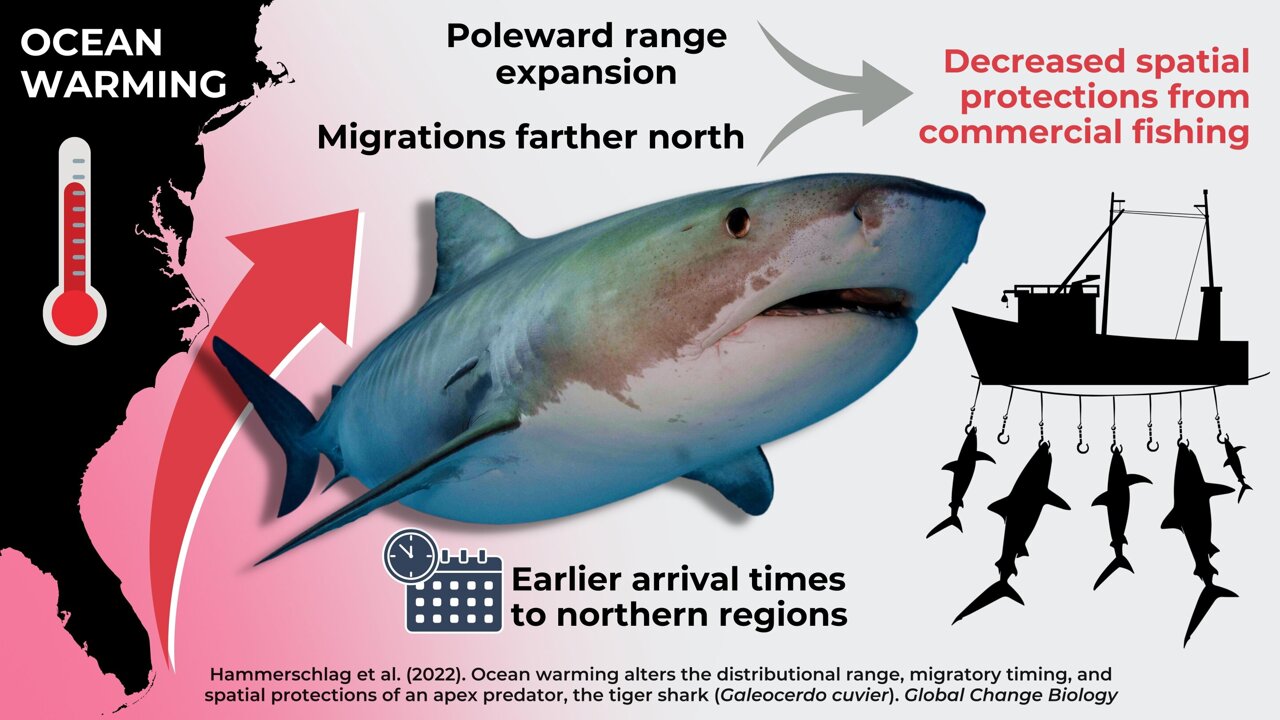 OCEAN
WARMING
Poleward range
expansion
Migrations farther north
Decreased spatial
protections from
commercial fishing
Earlier arrival times
to northern regions
Hammerschlag et al. (2022). Ocean warming alters the distributional range, migratory timing, and
spatial protections of an apex predator, the tiger shark (Galeocerdo cuvier). Global Change Biology